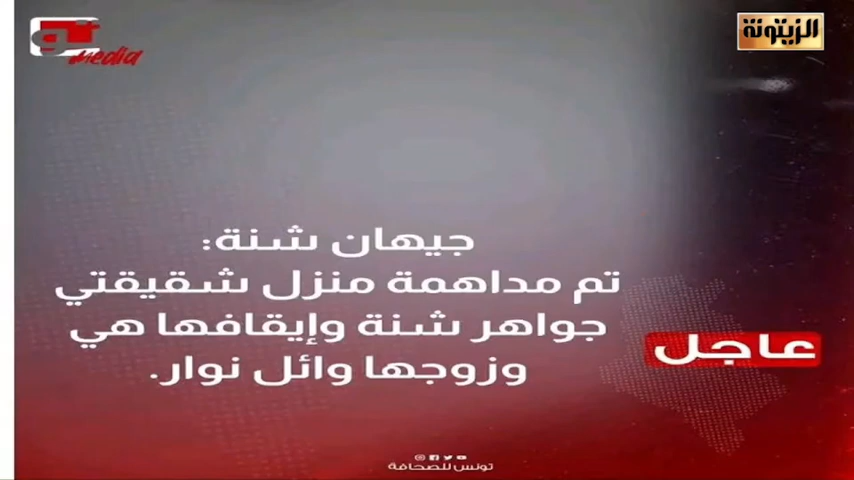 الزيتونة
media
جيهان شنة:
تم مداهمة منزل شقيقتي
جواهر شنة وإيقافها هي
وزوجها وائل نوار.
عاجل
تونس للصحافة